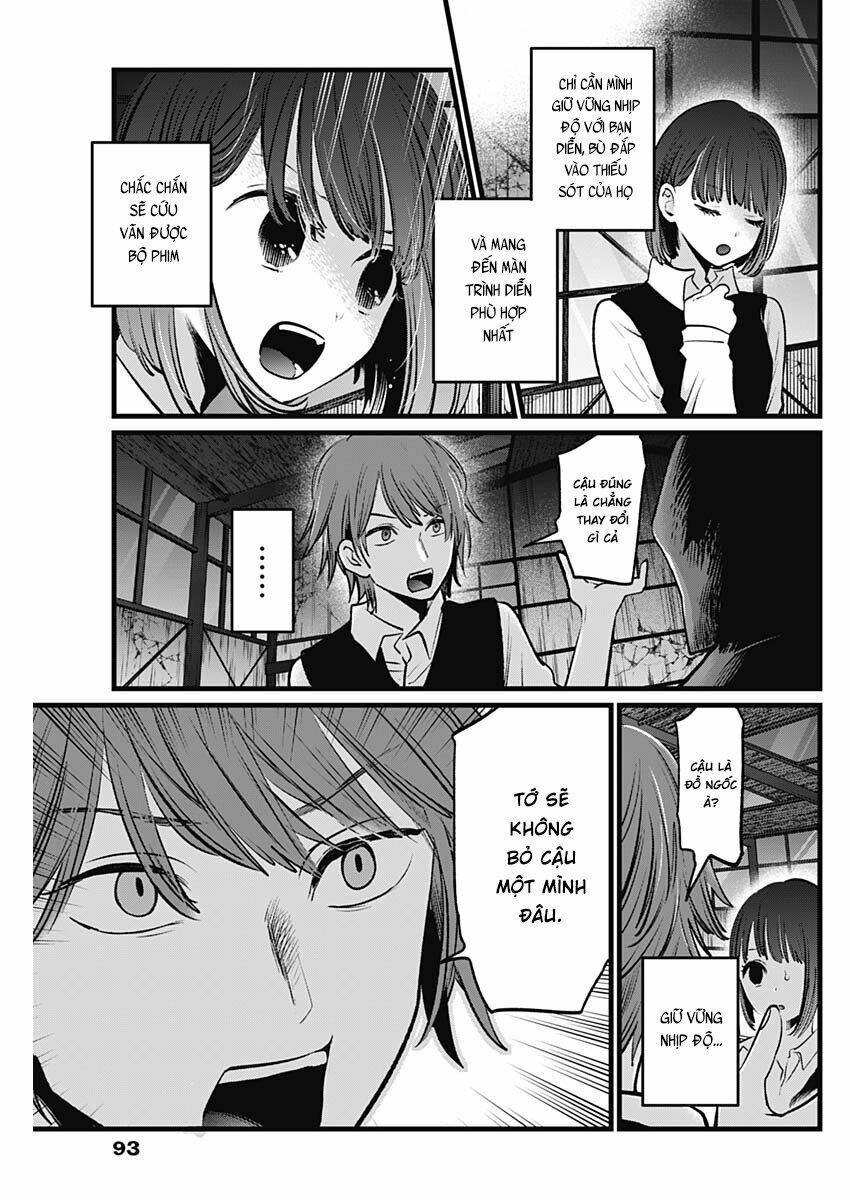 CHỈ CẦN MÌNH
GIỮ VỮNG NHỊP
ĐỘ VỚI BẠN
DIỄN, BÙ ĐẮP
VÀO THIẾU
SÓT CỦA HỌ
VÀ MANG
ĐẾN MÀN
TRÌNH DIỄN
PHÙ HỢP
NHẤT
CHẮC CHẮN
SẼ CỨU
VÃN ĐƯỢC
BỘ PHIM
CẬU ĐÚNG
LÀ CHẲNG
THAY ĐỔI
GÌ CẢ
......
CẬU LÀ
ĐỒ NGỐC
À?
GIỮ VỮNG
NHỊP ĐỘ...
TỚ SẼ
KHÔNG
BỎ CẬU
MỘT MÌNH
ĐÂU.
93